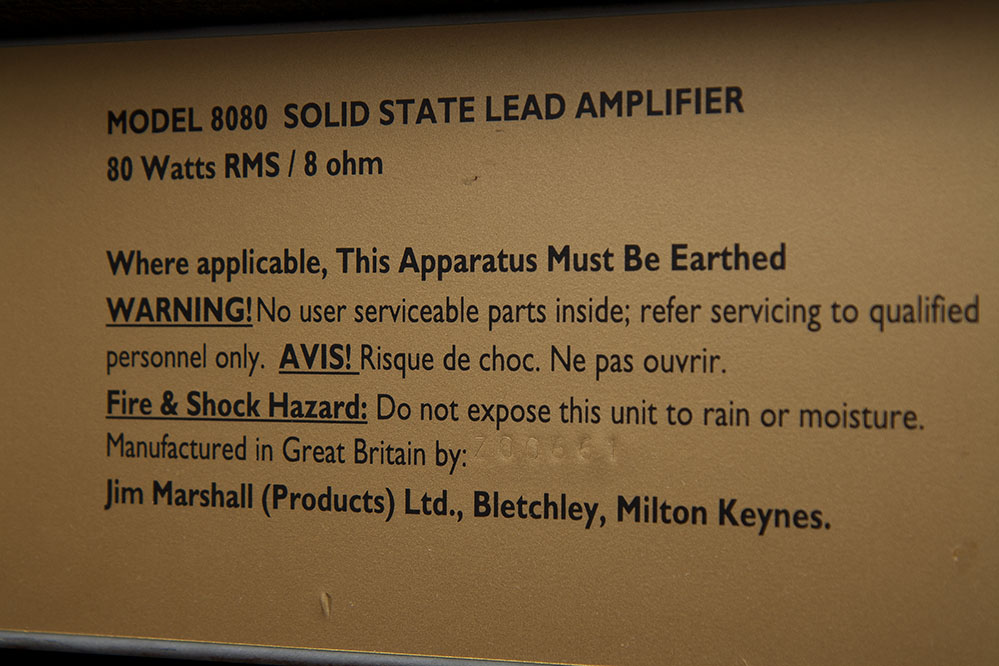 MODEL 8080 SOLID STATE LEAD AMPLIFIER
80 Watts RMS / 8 ohm
Where applicable, This Apparatus Must Be Earthed
WARNING! No user serviceable parts inside; refer servicing to qualified
personnel only. AVIS! Risque de choc. Ne pas ouvrir.
Fire & Shock Hazard: Do not expose this unit to rain or moisture.
Manufactured in Great Britain by:
Jim Marshall (Products) Ltd., Bletchley, Milton Keynes.